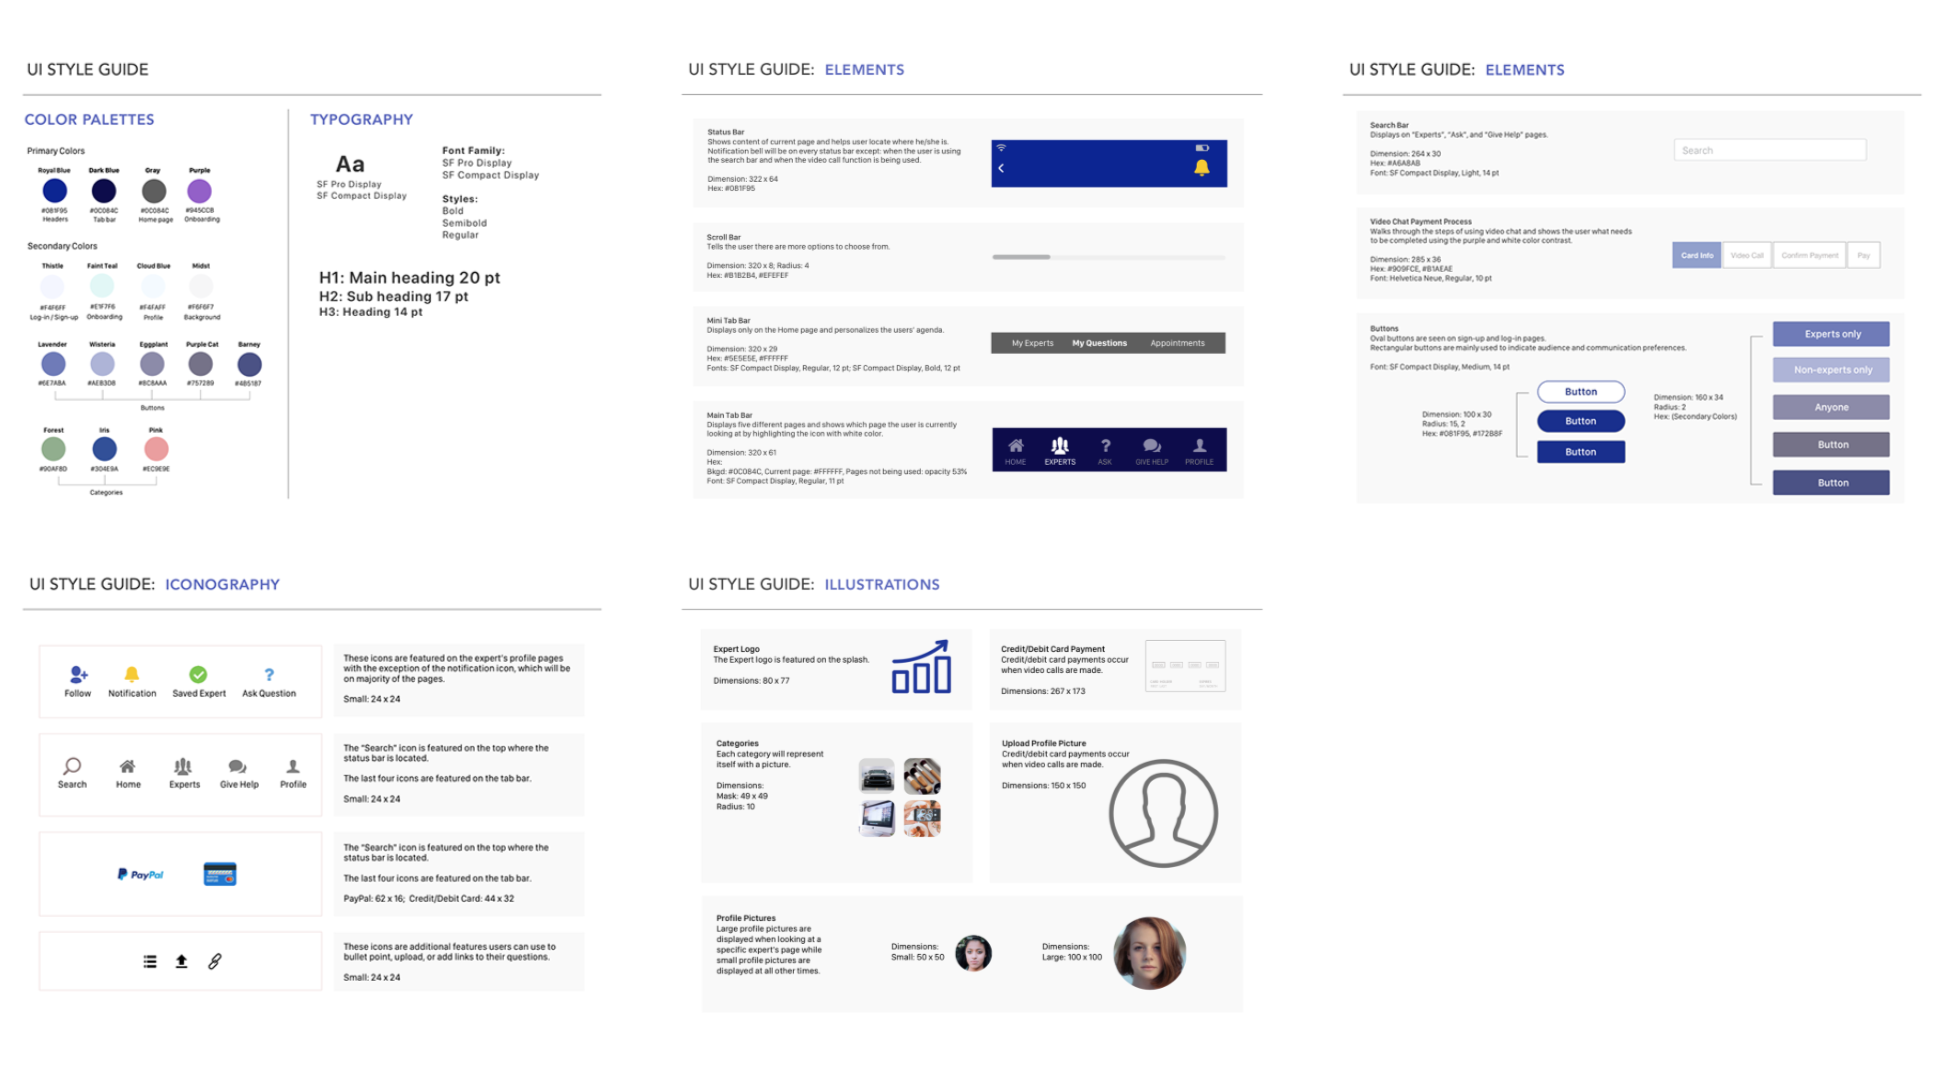 UI STYLE GUIDE
COLOR PALETTES
Primary Colors
Royal Blue Dark Blue Gray Purple
#081F95 #0C084C #0C084C #945CCB
Headers Tab bar Home page Onboarding
Secondary Colors
Thistle Faint Teal Cloud Blue Midst
#F4F6FF #E1F7F6 #F4FAFF #F6F6F7
Log-in / Sign-up Onboarding Profile Background
Lavender Wisteria Eggplant Purple Cat Barney
#6E7ABA #AEB3D8 #8C8AAA #757289 #4B5187
Buttons
Forest Iris Pink
#90AF8D #304E9A #EC9E9E
Categories
TYPOGRAPHY
Aa
SF Pro Display
SF Compact Display
Font Family:
SF Pro Display
SF Compact Display
Styles:
Bold
Semibold
Regular
H1: Main heading 20 pt
H2: Sub heading 17 pt
H3: Heading 14 pt
UI STYLE GUIDE: ELEMENTS
Status Bar
Shows content of current page and helps user locate where he/she is.
Notification bell will be on every status bar except: when the user is using
the search bar and when the video call function is being used.
Dimension: 322 x 64
Hex: #081F95
Scroll Bar
Tells the user there are more options to choose from.
Dimension: 320 x 8; Radius: 4
Hex: #B1B2B4, #EFEFEF
Mini Tab Bar
Displays only on the Home page and personalizes the users' agenda.
Dimension: 320 x 29
Hex: #5E5E5E, #FFFFFF
Fonts: SF Compact Display, Regular, 12 pt; SF Compact Display, Bold, 12 pt
My Experts My Questions Appointments
Main Tab Bar
Displays five different pages and shows which page the user is currently
looking at by highlighting the icon with white color.
Dimension: 320 x 61
Hex:
Bkgd: #0C084C, Current page: #FFFFFF, Pages not being used: opacity 53%
Font: SF Compact Display, Regular, 11 pt
HOME EXPERTS ASK GIVE HELP PROFILE
UI STYLE GUIDE: ELEMENTS
Search Bar
Displays on "Experts", "Ask", and "Give Help" pages.
Dimension: 264 x 30
Hex: #A6A8AB
Font: SF Compact Display, Light, 14 pt
Search
Video Chat Payment Process
Walks through the steps of using video chat and shows the user what needs
to be completed using the purple and white color contrast.
Dimension: 285 x 36
Hex: #909FCE, #B1AEAE
Font: Helvetica Neue, Regular, 10 pt
Card Info Video Call Confirm Payment Pay
Buttons
Oval buttons are seen on sign-up and log-in pages.
Rectangular buttons are mainly used to indicate audience and communication preferences.
Font: SF Compact Display, Medium, 14 pt
Dimension: 100 x 30
Radius: 15, 2
Hex: #081F95, #17288F
Button
Button
Button
Dimension: 160 x 34
Radius: 2
Hex: (Secondary Colors)
Experts only
Non-experts only
Anyone
Button
Button
UI STYLE GUIDE: ICONOGRAPHY
Follow Notification Saved Expert Ask Question
These icons are featured on the expert's profile pages
with the exception of the notification icon, which will be
on majority of the pages.
Small: 24 x 24
Search Home Experts Give Help Profile
The "Search" icon is featured on the top where the
status bar is located.
The last four icons are featured on the tab bar.
Small: 24 x 24
PayPal
The "Search" icon is featured on the top where the
status bar is located.
The last four icons are featured on the tab bar.
PayPal: 62 x 16; Credit/Debit Card: 44 x 32
These icons are additional features users can use to
bullet point, upload, or add links to their questions.
Small: 24 x 24
UI STYLE GUIDE: ILLUSTRATIONS
Expert Logo
The Expert logo is featured on the splash.
Dimensions: 80 x 77
Credit/Debit Card Payment
Credit/debit card payments occur
when video calls are made.
Dimensions: 267 x 173
Categories
Each category will represent
itself with a picture.
Dimensions:
Mask: 49 x 49
Radius: 10
Upload Profile Picture
Credit/debit card payments occur
when video calls are made.
Dimensions: 150 x 150
Profile Pictures
Large profile pictures are
displayed when looking at a
specific expert's page while
small profile pictures are
displayed at all other times.
Dimensions:
Small: 50 x 50
Dimensions:
Large: 100 x 100